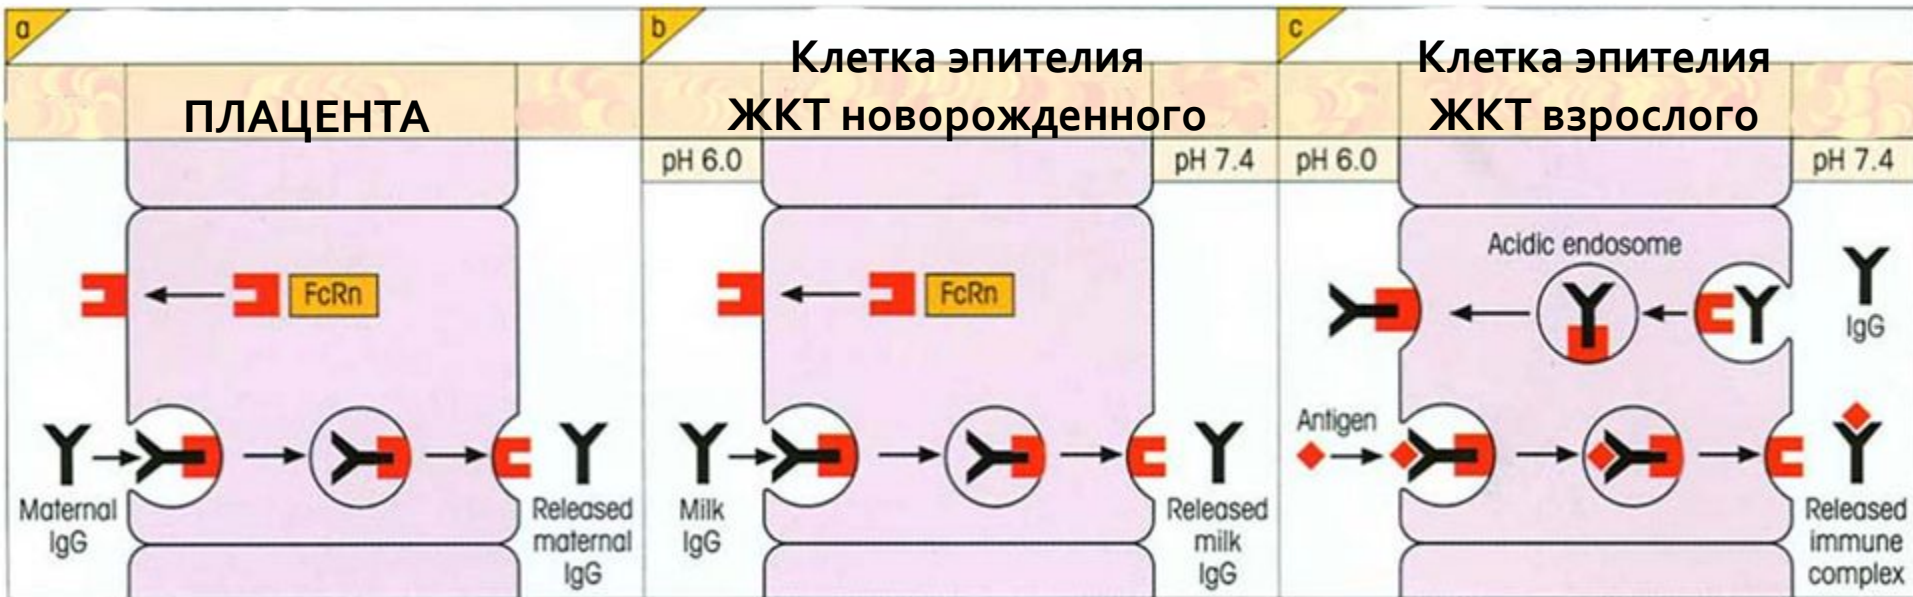 a
ПЛАЦЕНТА
FcRn
Maternal
IgG
Released
maternal
IgG
b
Клетка эпителия
ЖКТ новорожденного
pH 6.0
pH 7.4
FcRn
Milk
IgG
Released
milk
IgG
c
Клетка эпителия
ЖКТ взрослого
pH 6.0
pH 7.4
Acidic endosome
IgG
Antigen
Released
immune
complex